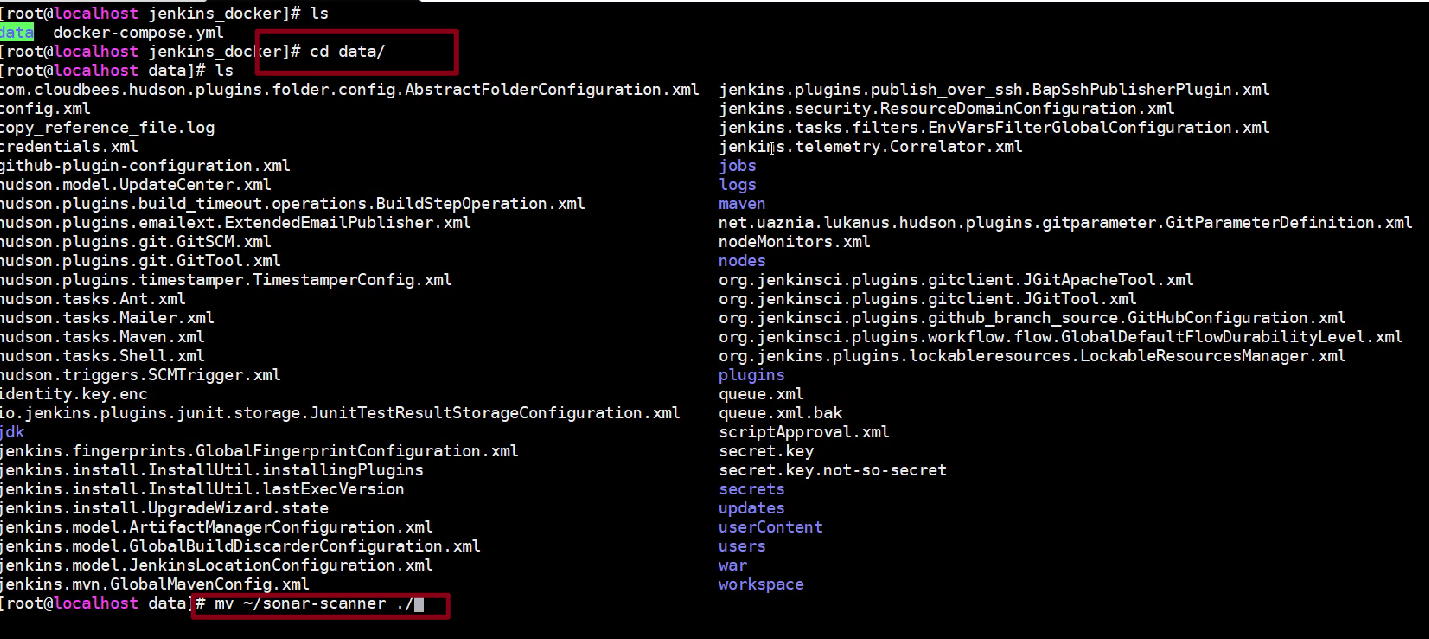 [root@localhost jenkins_docker]# ls
data  docker-compose.yml
[root@localhost jenkins_docker]# cd data/
[root@localhost data]# ls
com.cloudbees.hudson.plugins.folder.config.AbstractFolderConfiguration.xml  jenkins.plugins.publish_over_ssh.BapSshPublisherPlugin.xml
config.xml  jenkins.security.ResourceDomainConfiguration.xml
copy_reference_file.log  jenkins.tasks.filters.EnvVarsFilterGlobalConfiguration.xml
credentials.xml  jenkins.telemetry.Correlator.xml
github-plugin-configuration.xml  jobs
hudson.model.UpdateCenter.xml  logs
hudson.plugins.build_timeout.operations.BuildStepOperation.xml  maven
hudson.plugins.emailext.ExtendedEmailPublisher.xml  net.uaznia.lukanus.hudson.plugins.gitparameter.GitParameterDefinition.xml
hudson.plugins.git.GitSCM.xml  nodeMonitors.xml
hudson.plugins.git.GitTool.xml  nodes
hudson.plugins.timestamper.TimestamperConfig.xml  org.jenkinsci.plugins.gitclient.JGitApacheTool.xml
hudson.tasks.Ant.xml  org.jenkinsci.plugins.gitclient.JGitTool.xml
hudson.tasks.Mailer.xml  org.jenkinsci.plugins.github_branch_source.GitHubConfiguration.xml
hudson.tasks.Maven.xml  org.jenkinsci.plugins.workflow.flow.GlobalDefaultFlowDurabilityLevel.xml
hudson.tasks.Shell.xml  org.jenkins.plugins.lockableresources.LockableResourcesManager.xml
hudson.triggers.SCMTrigger.xml  plugins
identity.key.enc  queue.xml
io.jenkins.plugins.junit.storage.JunitTestResultStorageConfiguration.xml  queue.xml.bak
jdk  scriptApproval.xml
jenkins.fingerprints.GlobalFingerprintConfiguration.xml  secret.key
jenkins.install.InstallUtil.installingPlugins  secret.key.not-so-secret
jenkins.install.InstallUtil.lastExecVersion  secrets
jenkins.install.UpgradeWizard.state  updates
jenkins.model.ArtifactManagerConfiguration.xml  userContent
jenkins.model.GlobalBuildDiscarderConfiguration.xml  users
jenkins.model.JenkinsLocationConfiguration.xml  war
jenkins.mvn.GlobalMavenConfig.xml  workspace
[root@localhost data]# mv ~/sonar-scanner ./